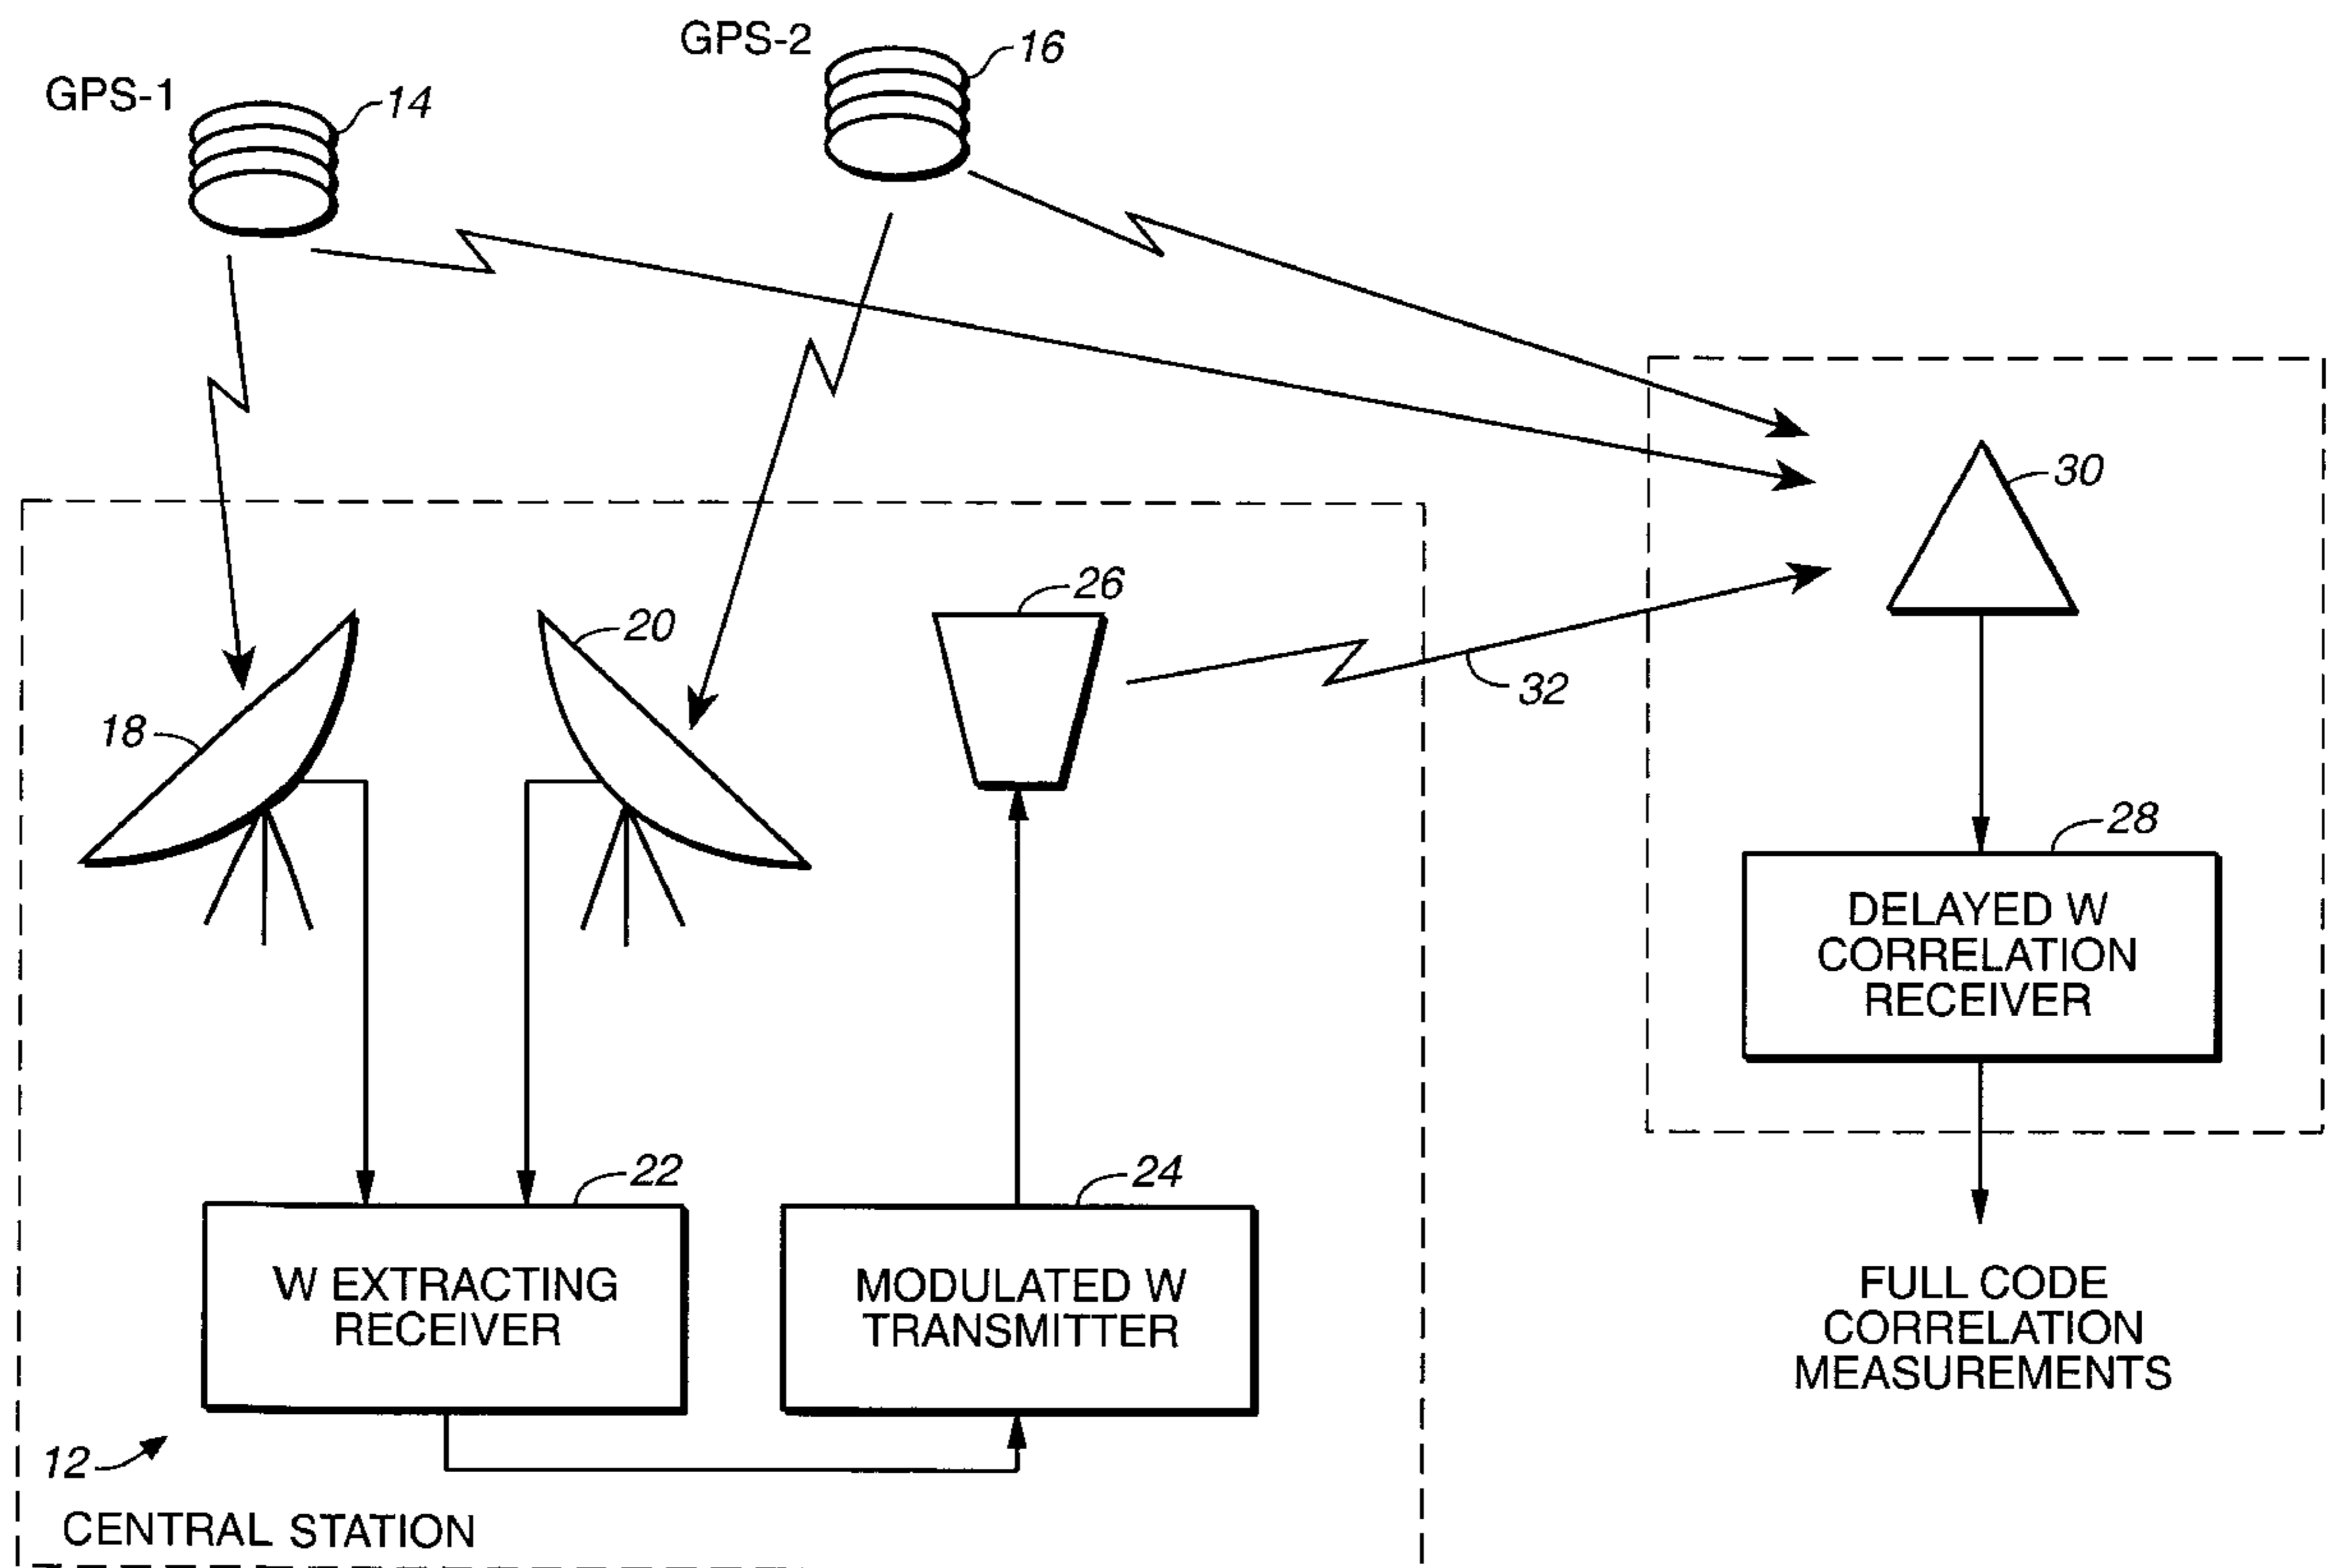 GPS-2
16
GPS-1
14
30
26
20
32
18
28
DELAYED W
CORRELATION
RECEIVER
22
24
W EXTRACTING
RECEIVER
MODULATED W
TRANSMITTER
FULL CODE
CORRELATION
MEASUREMENTS
12
CENTRAL STATION